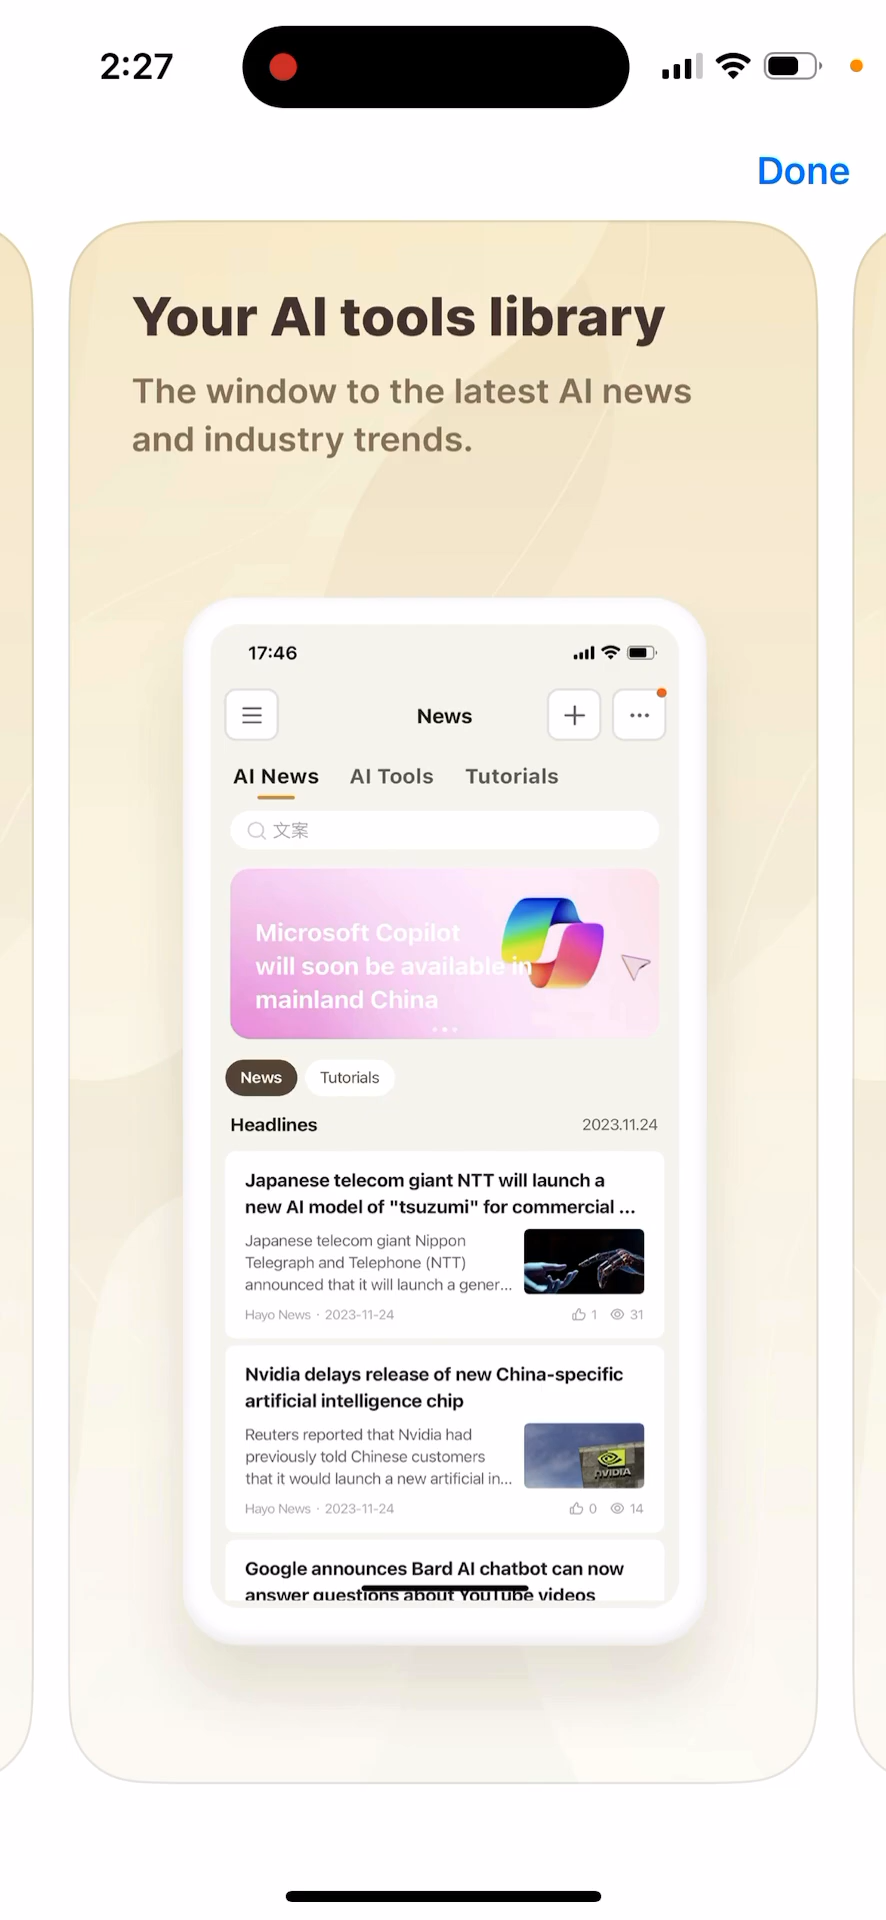 2:27
Done
Your AI tools library
The window to the latest AI news
and industry trends.
17:46
News
AI News AI Tools Tutorials
文案
Microsoft Copilot
will soon be available in
mainland China
News Tutorials
Headlines 2023.11.24
Japanese telecom giant NTT will launch a
new AI model of "tsuzumi" for commercial ...
Japanese telecom giant Nippon
Telegraph and Telephone (NTT)
announced that it will launch a gener...
Hayo News · 2023-11-24 1 31
Nvidia delays release of new China-specific
artificial intelligence chip
Reuters reported that Nvidia had
previously told Chinese customers
that it would launch a new artificial in...
NVIDIA
Hayo News · 2023-11-24 0 14
Google announces Bard AI chatbot can now
answer questions about YouTube videos